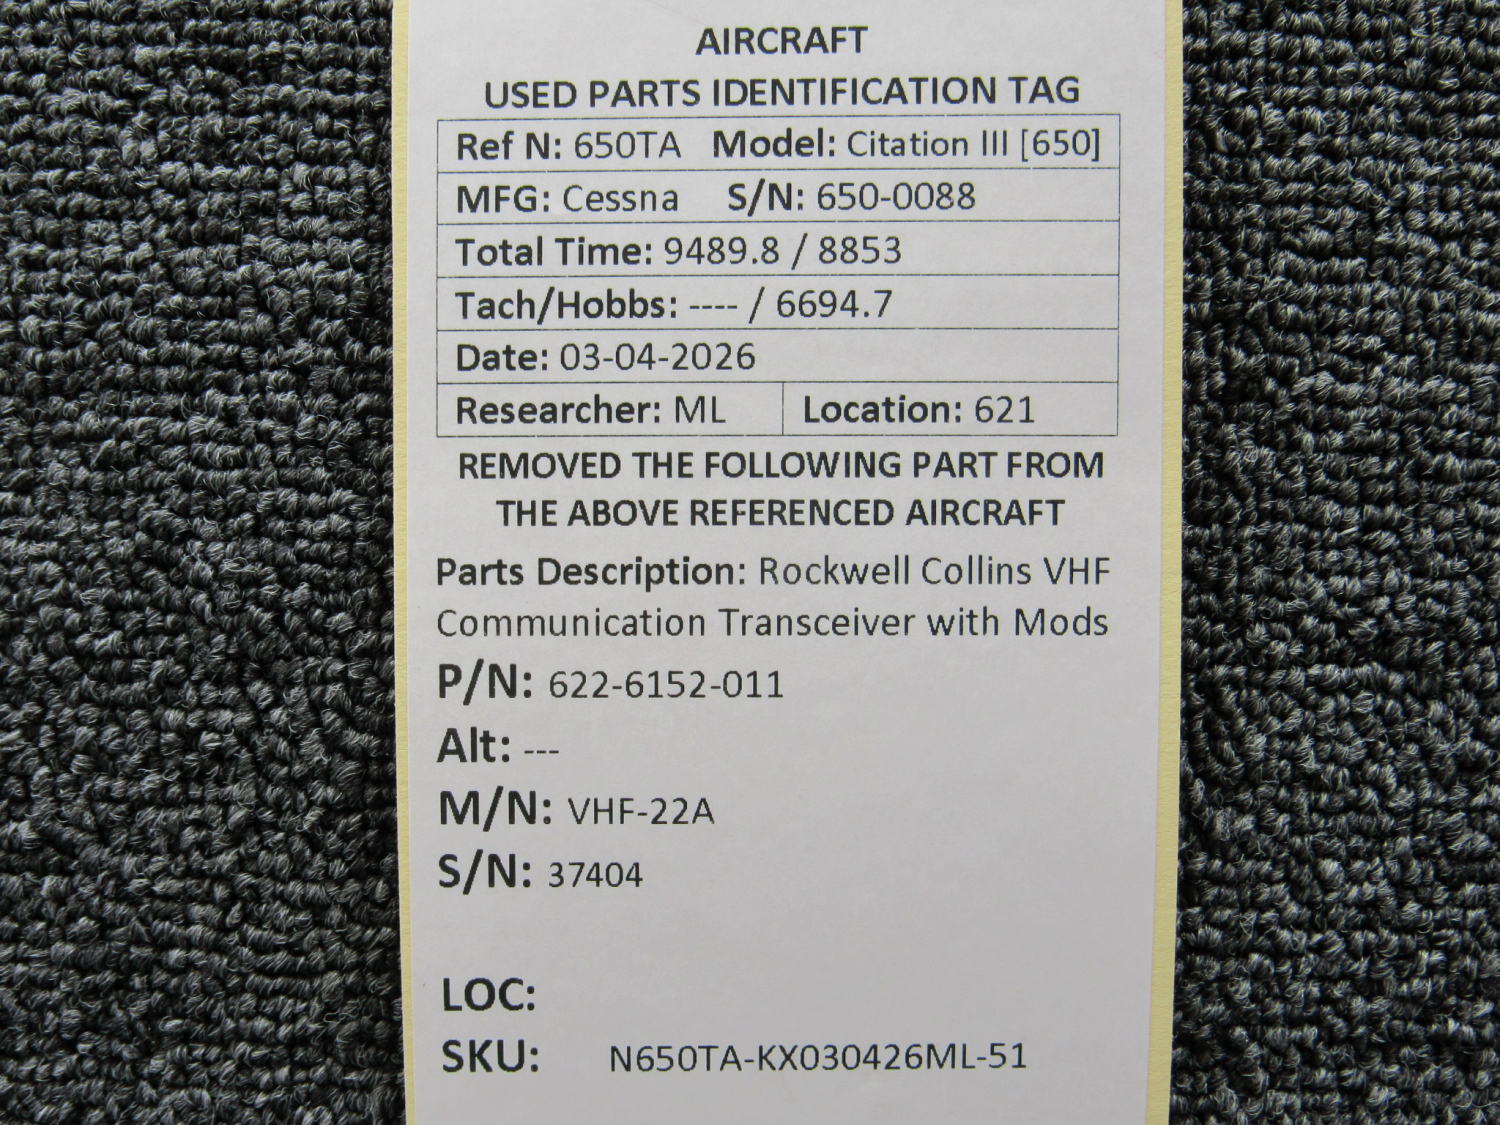 AIRCRAFT
USED PARTS IDENTIFICATION TAG
Ref N: 650TA Model: Citation III [650]
MFG: Cessna S/N: 650-0088
Total Time: 9489.8 / 8853
Tach/Hobbs: ---- / 6694.7
Date: 03-04-2026
Researcher: ML Location: 621
REMOVED THE FOLLOWING PART FROM
THE ABOVE REFERENCED AIRCRAFT
Parts Description: Rockwell Collins VHF
Communication Transceiver with Mods
P/N: 622-6152-011
Alt: ---
M/N: VHF-22A
S/N: 37404
LOC:
SKU: N650TA-KX030426ML-51